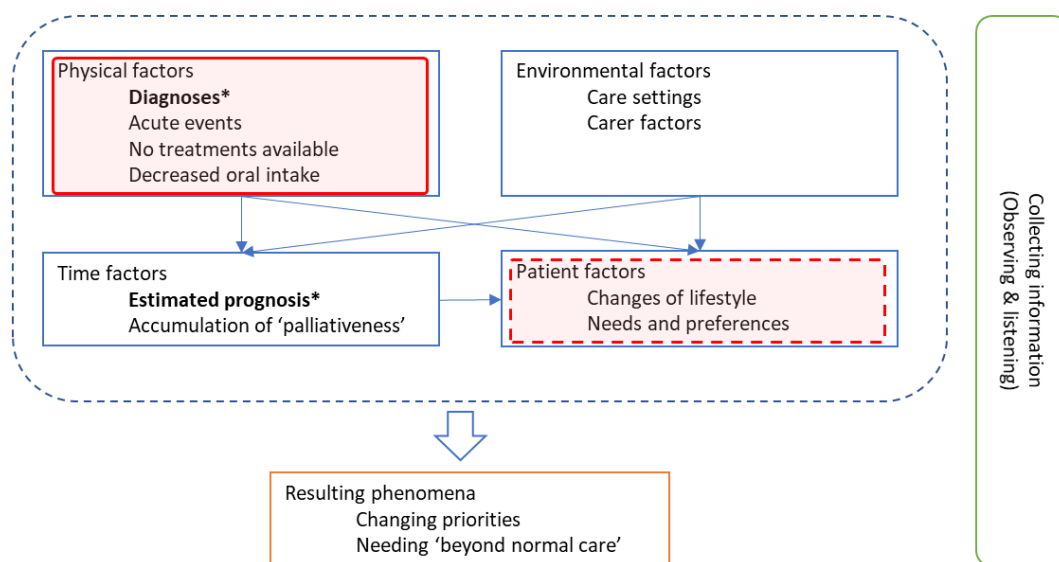 Physical factors
Diagnoses*
Acute events
No treatments available
Decreased oral intake
Environmental factors
Care settings
Carer factors
Time factors
Estimated prognosis*
Accumulation of ‘palliativeness’
Patient factors
Changes of lifestyle
Needs and preferences
Resulting phenomena
Changing priorities
Needing ‘beyond normal care’
Collecting information
(Observing & listening)